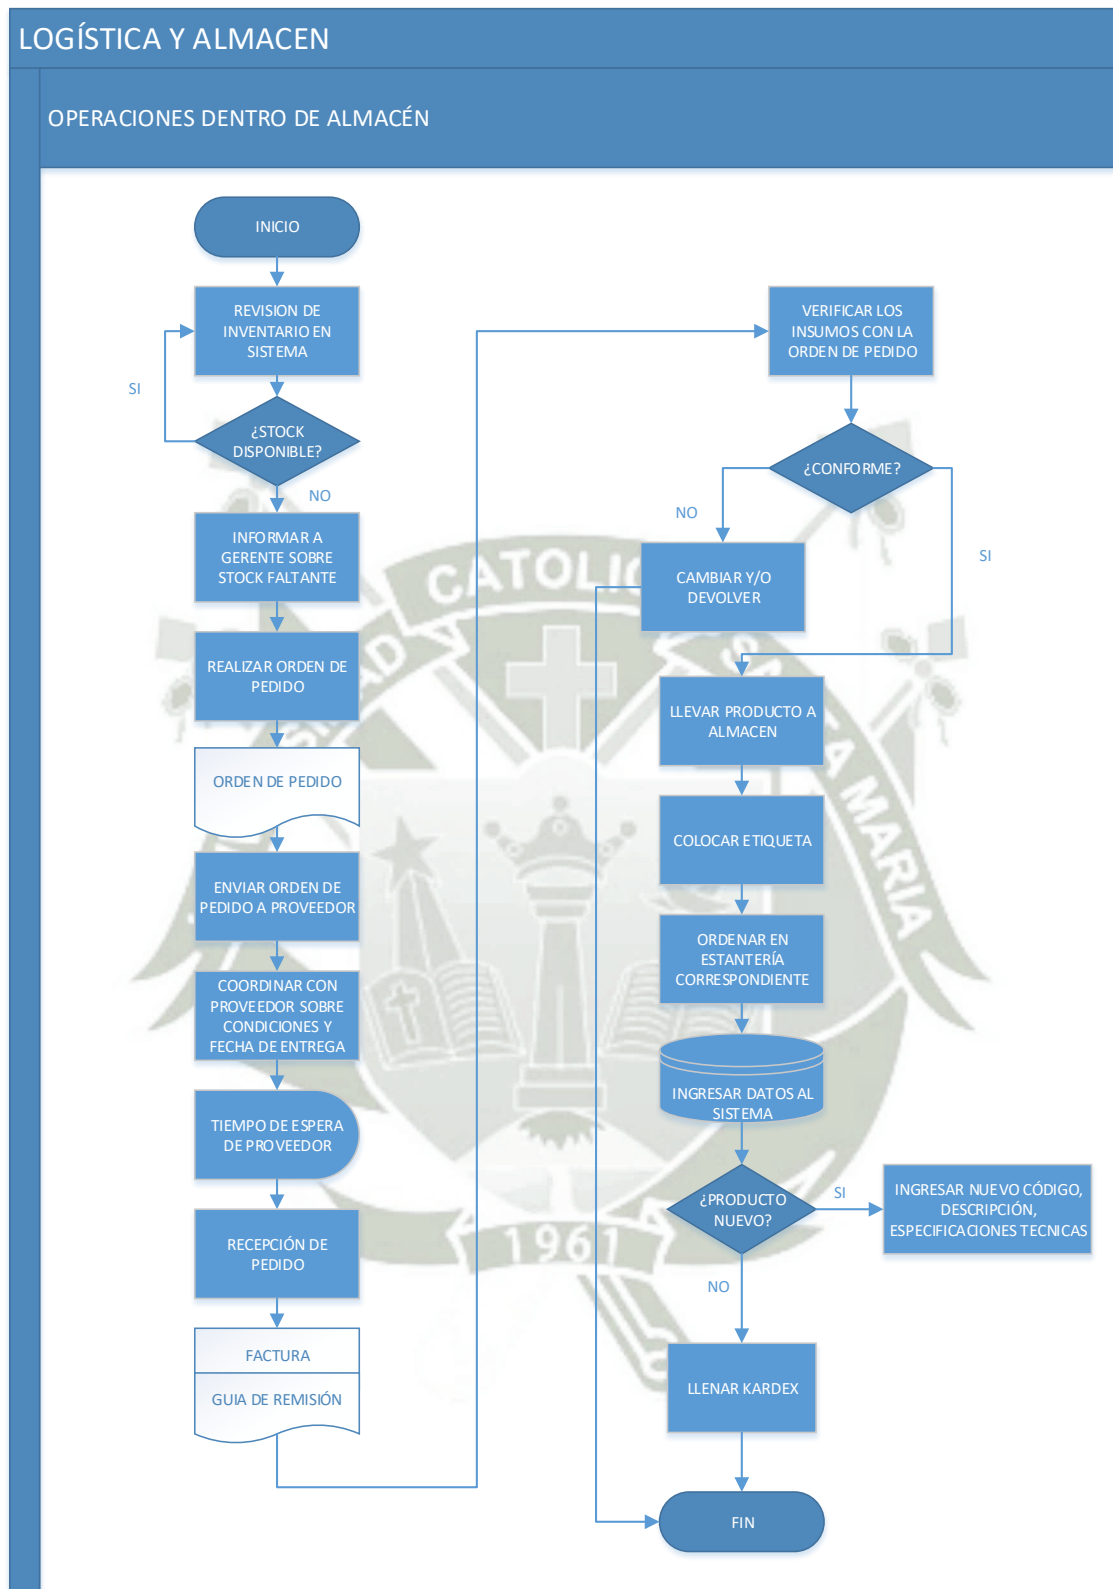 LOGÍSTICA Y ALMACEN
OPERACIONES DENTRO DE ALMACÉN
INICIO
REVISION DE
INVENTARIO EN
SISTEMA
SI
¿STOCK
DISPONIBLE?
NO
INFORMAR A
GERENTE SOBRE
STOCK FALTANTE
REALIZAR ORDEN DE
PEDIDO
ORDEN DE PEDIDO
ENVIAR ORDEN DE
PEDIDO A PROVEEDOR
COORDINAR CON
PROVEEDOR SOBRE
CONDICIONES Y
FECHA DE ENTREGA
TIEMPO DE ESPERA
DE PROVEEDOR
RECEPCIÓN DE
PEDIDO
FACTURA
GUIA DE REMISIÓN
VERIFICAR LOS
INSUMOS CON LA
ORDEN DE PEDIDO
¿CONFORME?
NO
SI
CAMBIAR Y/O
DEVOLVER
LLEVAR PRODUCTO A
ALMACEN
COLOCAR ETIQUETA
ORDENAR EN
ESTANTERÍA
CORRESPONDIENTE
INGRESAR DATOS AL
SISTEMA
¿PRODUCTO
NUEVO?
SI
INGRESAR NUEVO CÓDIGO,
DESCRIPCIÓN,
ESPECIFICACIONES TECNICAS
NO
LLENAR KARDEX
FIN
1961